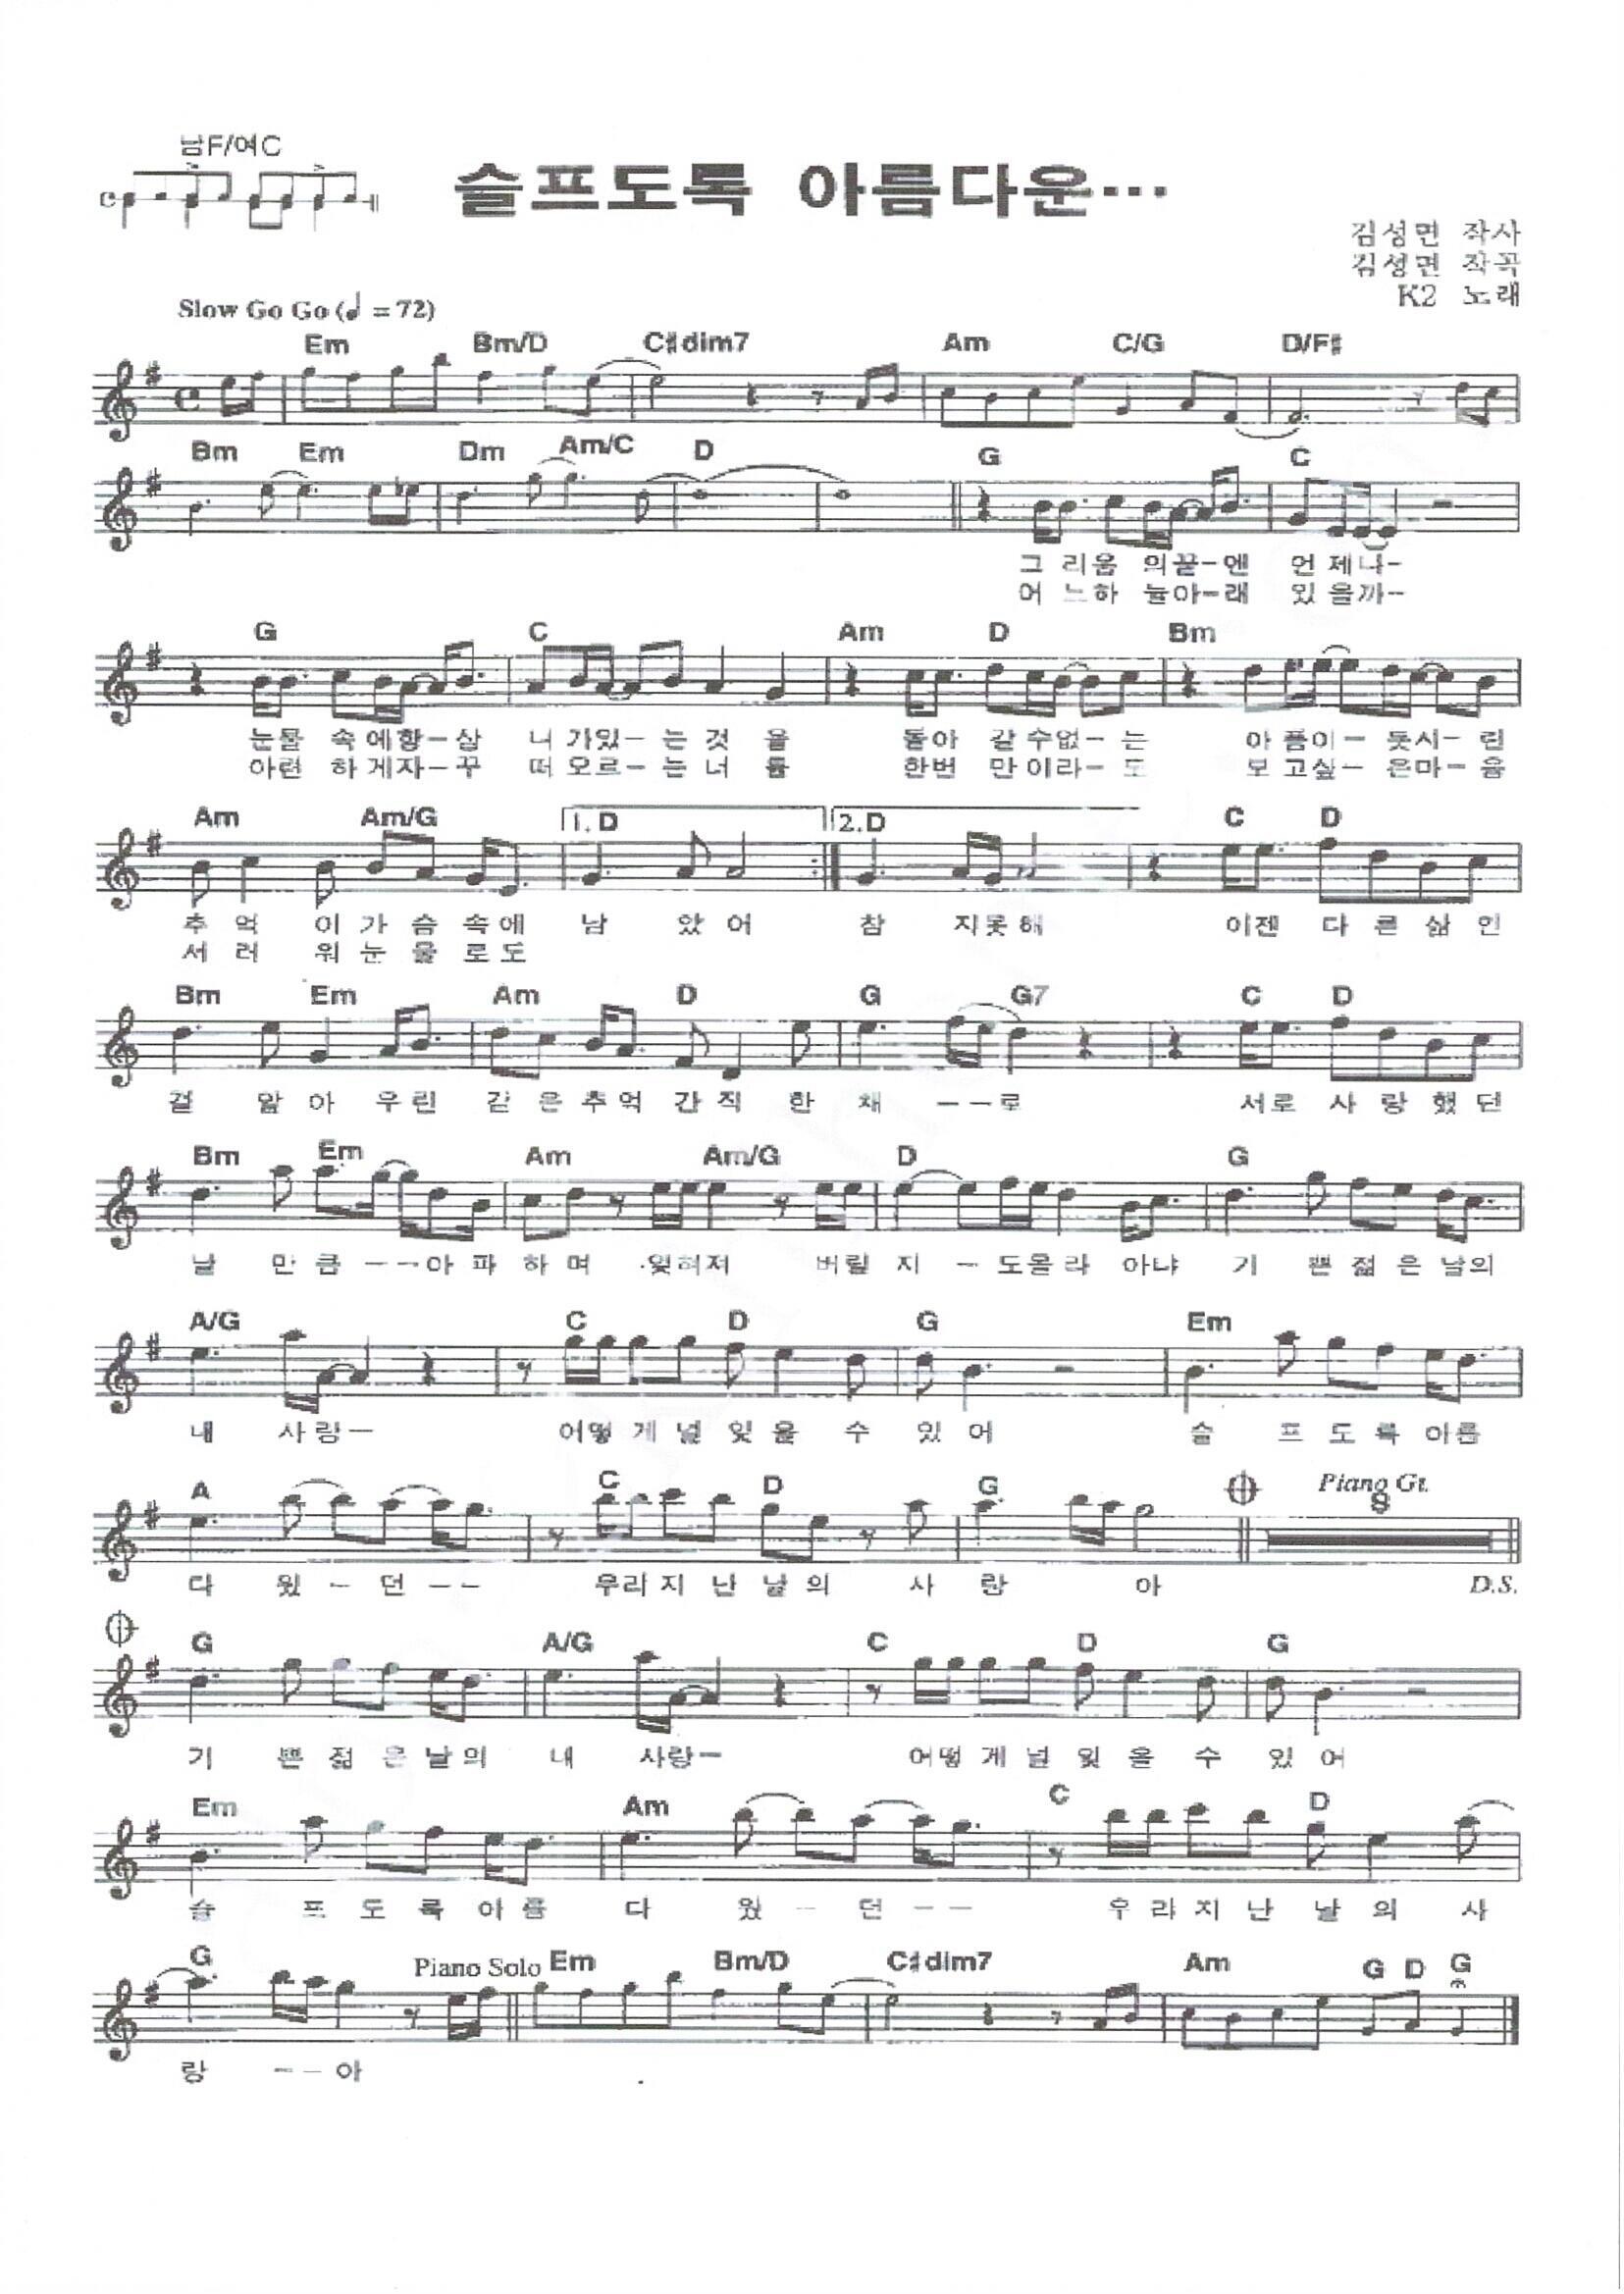 남F/여C
슬프도록 아름다운…
김성면 작사
김성면 작곡
K2 노래
Slow Go Go (♩ = 72)
Em Bm/D C♯dim7 Am C/G D/F♯
Bm Em Dm Am/C D G C
그 리움 의꿈-엔 언 제나-
어 느하 늘아-래 있 을까-
G C Am D Bm
눈물 속 에항-상 니 가있- 는 것 을 돌아 갈 수없- 는 아 픔이- 듯시- 린
아련 하 게자-꾸 떠 오르- 는 너 를 한번 만 이라- 도 보 고싶- 은마- 음
Am Am/G 1. D 2. D C D
추 억 이 가 슴 속 에 남 았 어 참 지못 해 이젠 다 른 삶 인
서 러 워 눈 물 로 도
Bm Em Am D G G7 C D
걸 알 아 우 린 같 은 추 억 간 직 한 채 --로 서로 사 랑 했 던
Bm Em Am Am/G D G
날 만 큼 --아 파 하 며 잊혀져 버릴 지 - 도올라 아냐 기 쁜 젊 은 날의
A/G C D G Em
내 사랑- 어떻 게 널 잊 을 수 있 어 슬 프 도 록 아름
A C D G Piano Gt. 8
다 웠 - 던 -- 우리 지 난 날 의 사 랑 아 D.S.
G A/G C D G
기 쁜 젊 은 날 의 내 사랑- 어떻 게 널 잊 을 수 있 어
Em Am C D
슬 프 도 록 아 름 다 웠 - 던 -- 우 리 지 난 날 의 사
G Piano Solo Em Bm/D C♯dim7 Am G D G
랑 -- 아